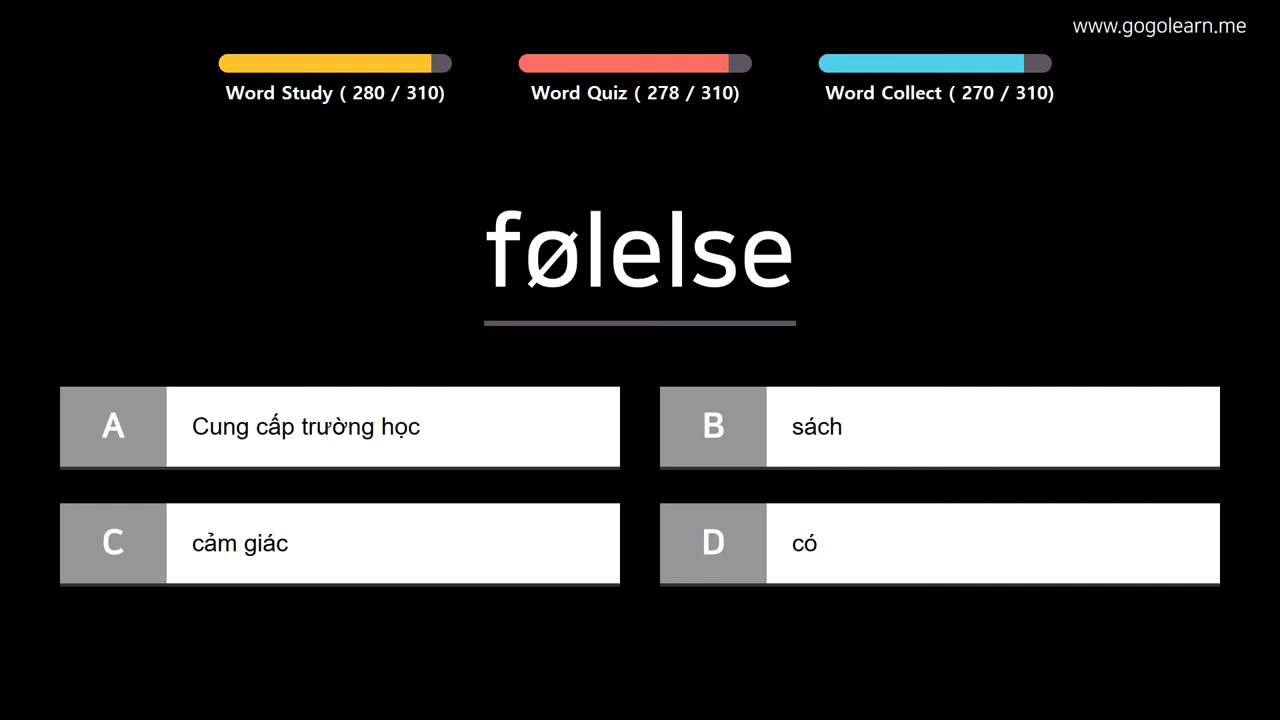 www.gogolearn.me
Word Study ( 280 / 310)
Word Quiz ( 278 / 310)
Word Collect ( 270 / 310)
følelse
A
Cung cấp trường học
B
sách
C
cảm giác
D
có